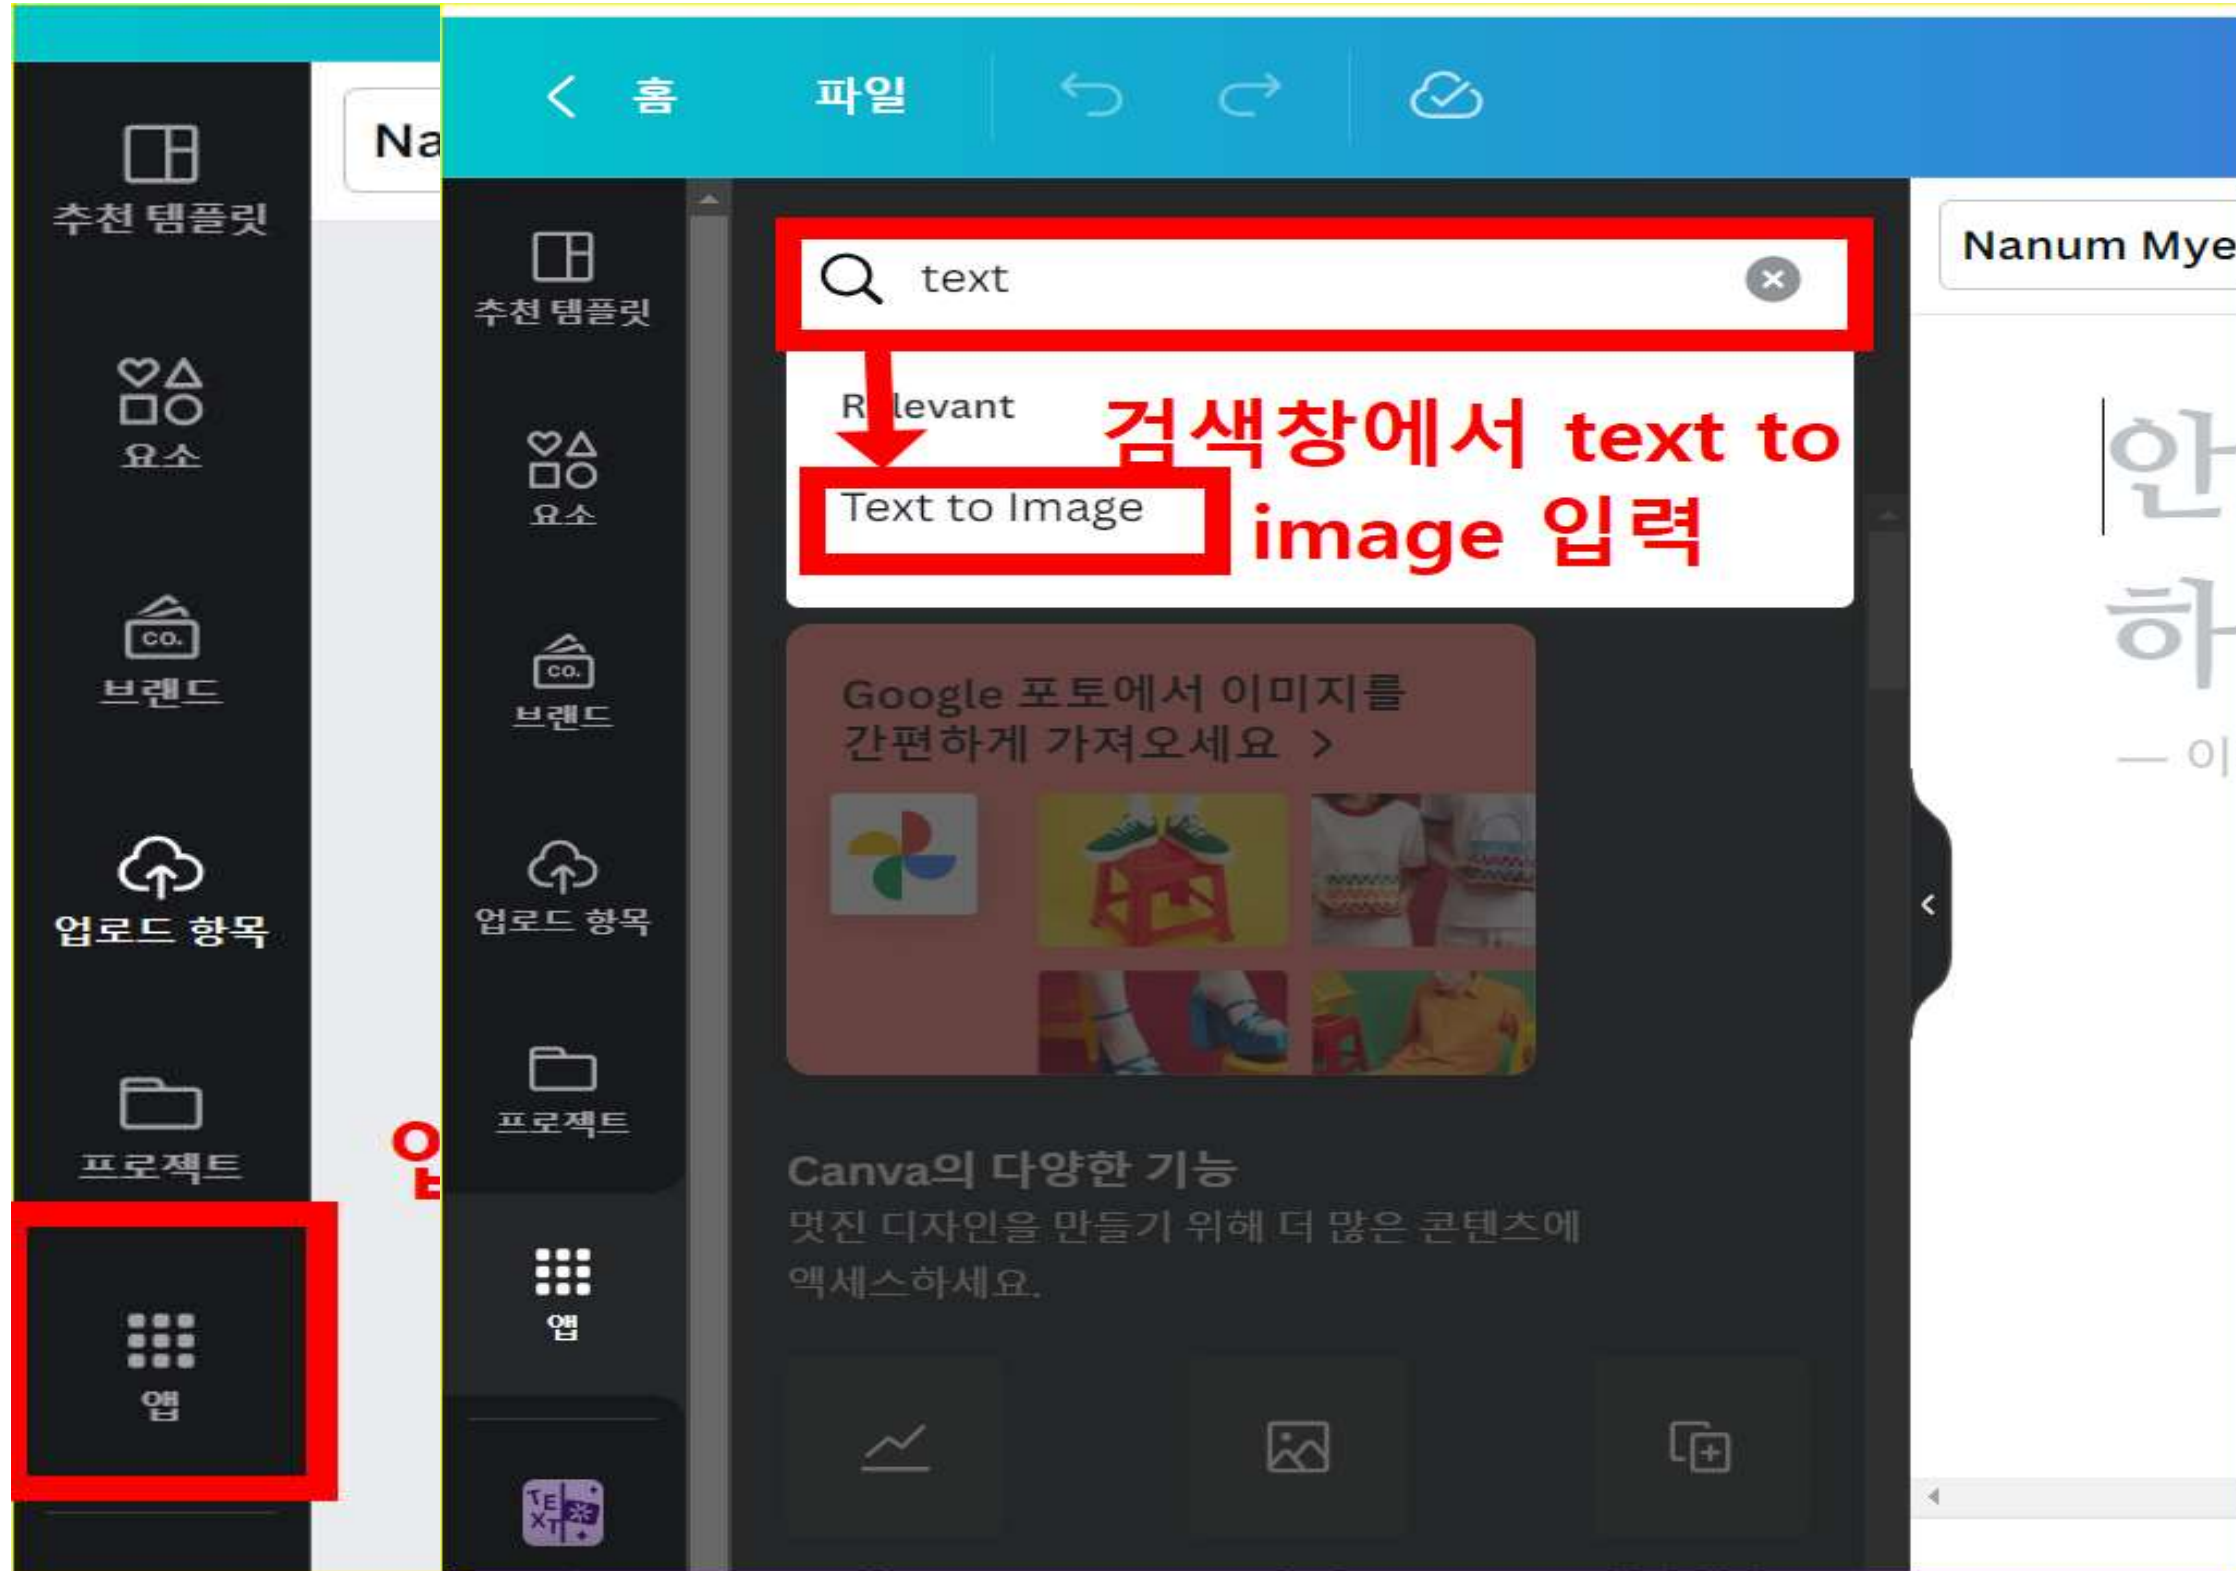 추천 템플릿
요소
CO.
브랜드
업로드 항목
프로젝트
앱
Na
홈 파일
추천 템플릿
요소
CO.
브랜드
업로드 항목
프로젝트
앱
TE
XT
text
Relevant
Text to Image
검색창에서 text to
image 입력
Google 포토에서 이미지를
간편하게 가져오세요 >
Canva의 다양한 기능
멋진 디자인을 만들기 위해 더 많은 콘텐츠에
액세스하세요.
Nanum Mye
안
하
— 이